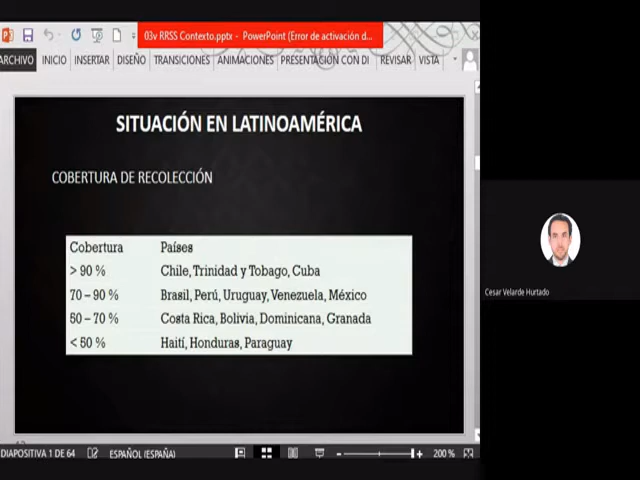 03v RRSS Contexto.pptx - PowerPoint (Error de activación d...
ARCHIVO INICIO INSERTAR DISEÑO TRANSICIONES ANIMACIONES PRESENTACIÓN CON DI REVISAR VISTA
SITUACIÓN EN LATINOAMÉRICA
COBERTURA DE RECOLECCIÓN
Cobertura Países
> 90 % Chile, Trinidad y Tobago, Cuba
70 – 90 % Brasil, Perú, Uruguay, Venezuela, México
50 – 70 % Costa Rica, Bolivia, Dominicana, Granada
< 50 % Haití, Honduras, Paraguay
Cesar Velarde Hurtado
DIAPOSITIVA 1 DE 64 ESPAÑOL (ESPAÑA) 200 %